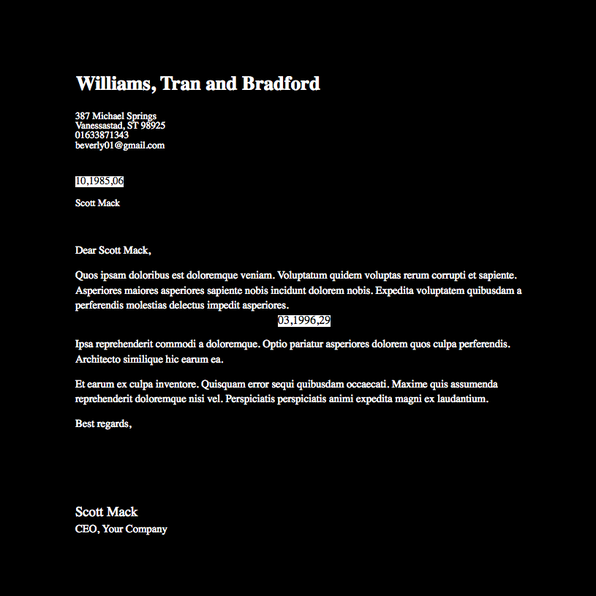 Williams, Tran and Bradford
387 Michael Springs
Vanessastad, ST 98925
01633871343
beverly01@gmail.com
10,1985,06
Scott Mack
Dear Scott Mack,
Quos ipsam doloribus est doloremque veniam. Voluptatum quidem voluptas rerum corrupti et sapiente.
Asperiores maiores asperiores sapiente nobis incidunt dolorem nobis. Expedita voluptatem quibusdam a
perferendis molestias delectus impedit asperiores.
03,1996,29
Ipsa reprehenderit commodi a doloremque. Optio pariatur asperiores dolorem quos culpa perferendis.
Architecto similique hic earum ea.
Et earum ex culpa inventore. Quisquam error sequi quibusdam occaecati. Maxime quis assumenda
reprehenderit doloremque nisi vel. Perspiciatis perspiciatis animi expedita magni ex laudantium.
Best regards,
Scott Mack
CEO, Your Company